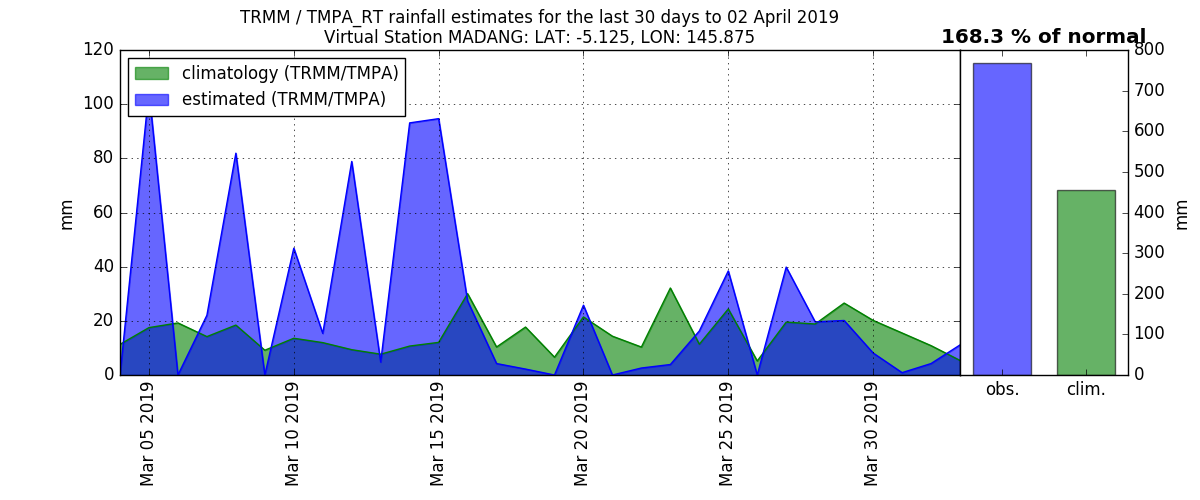 TRMM / TMPA_RT rainfall estimates for the last 30 days to 02 April 2019
Virtual Station MADANG: LAT: -5.125, LON: 145.875
168.3 % of normal
climatology (TRMM/TMPA)
estimated (TRMM/TMPA)
120
100
80
60
40
20
0
mm
Mar 05 2019
Mar 10 2019
Mar 15 2019
Mar 20 2019
Mar 25 2019
Mar 30 2019
800
700
600
500
400
300
200
100
0
mm
obs.
clim.